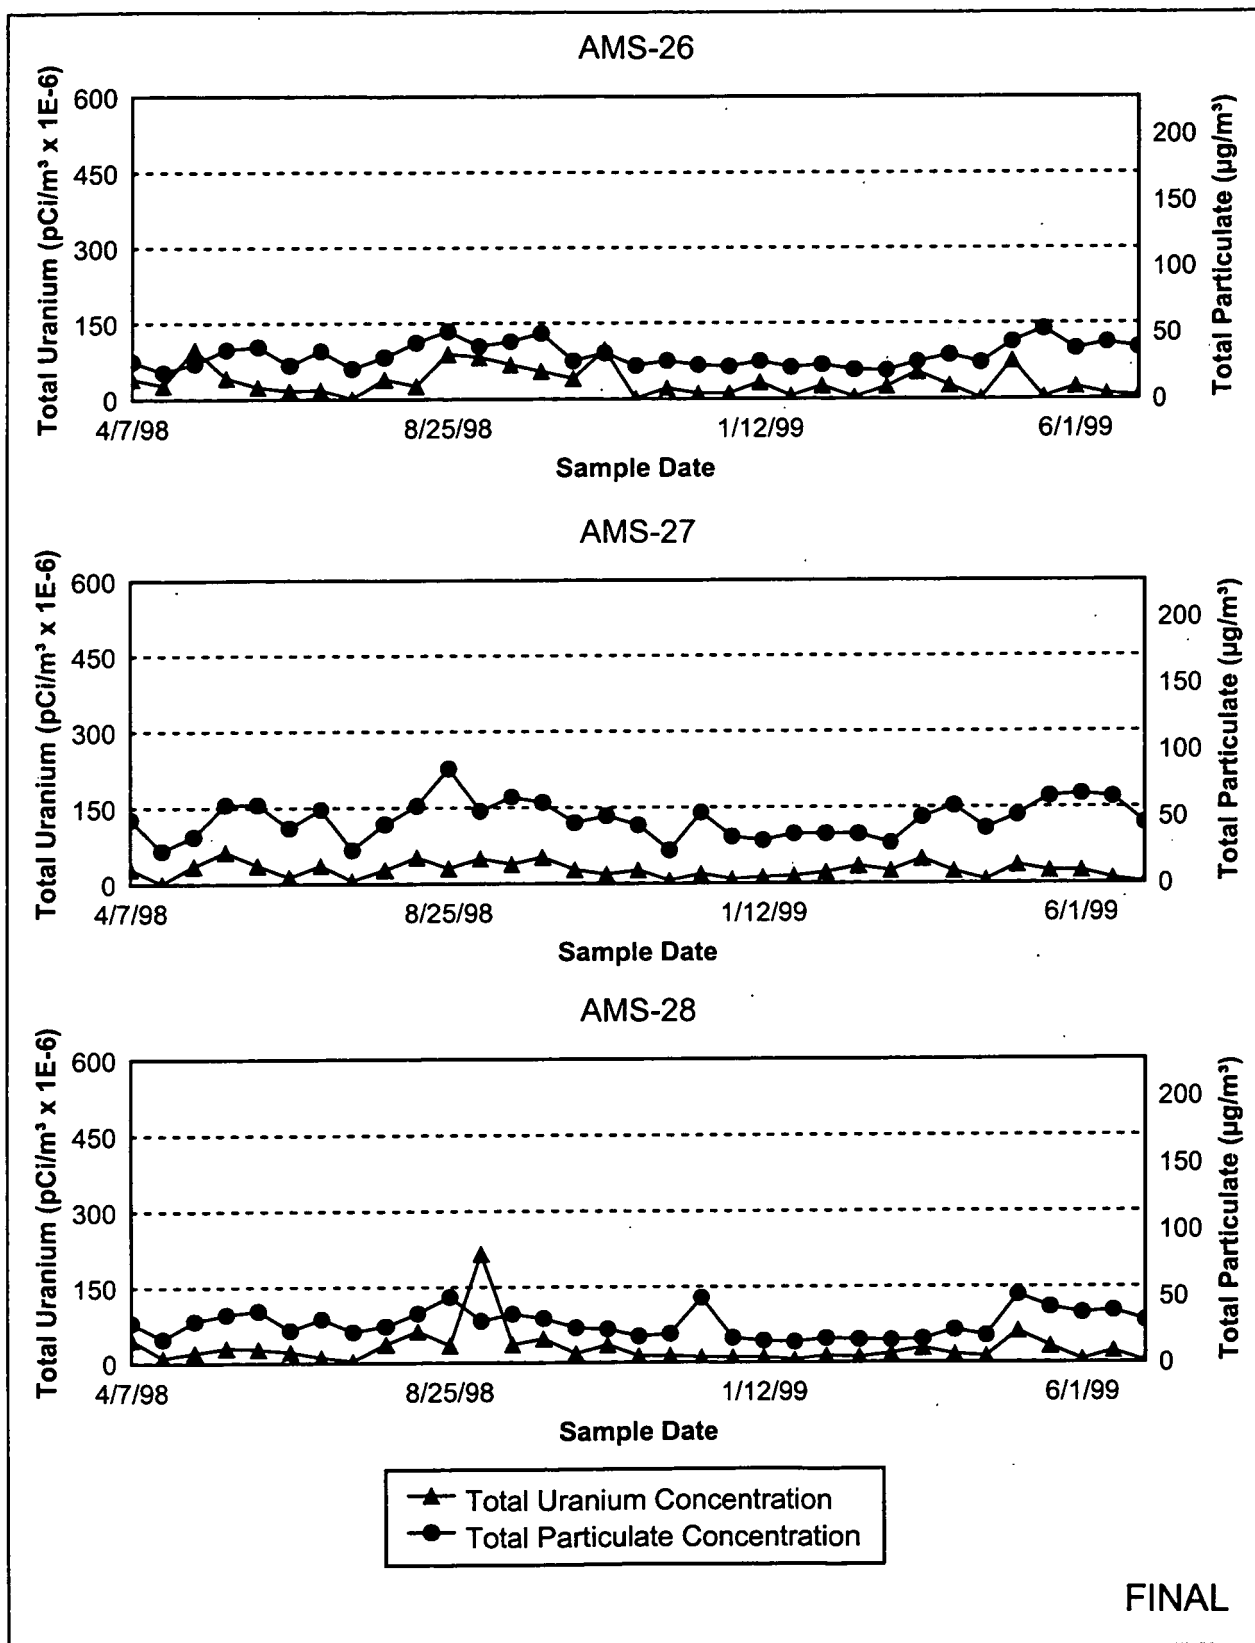 AMS-26
Total Uranium (pCi/m³ x 1E-6)
600
450
300
150
0
Total Particulate (µg/m³)
200
150
100
50
0
4/7/98 8/25/98 1/12/99 6/1/99
Sample Date
AMS-27
Total Uranium (pCi/m³ x 1E-6)
600
450
300
150
0
Total Particulate (µg/m³)
200
150
100
50
0
4/7/98 8/25/98 1/12/99 6/1/99
Sample Date
AMS-28
Total Uranium (pCi/m³ x 1E-6)
600
450
300
150
0
Total Particulate (µg/m³)
200
150
100
50
0
4/7/98 8/25/98 1/12/99 6/1/99
Sample Date
Total Uranium Concentration
Total Particulate Concentration
FINAL